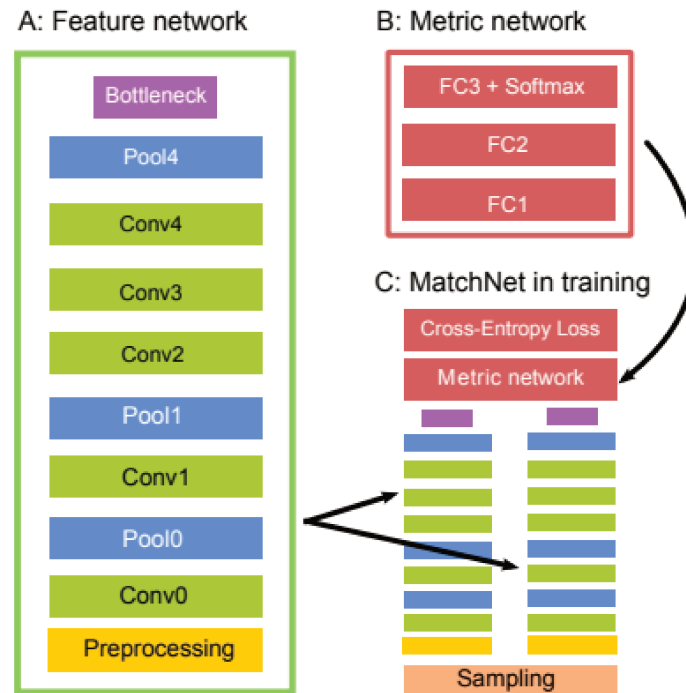 A: Feature network
Bottleneck
Pool4
Conv4
Conv3
Conv2
Pool1
Conv1
Pool0
Conv0
Preprocessing
B: Metric network
FC3 + Softmax
FC2
FC1
C: MatchNet in training
Cross-Entropy Loss
Metric network
Sampling